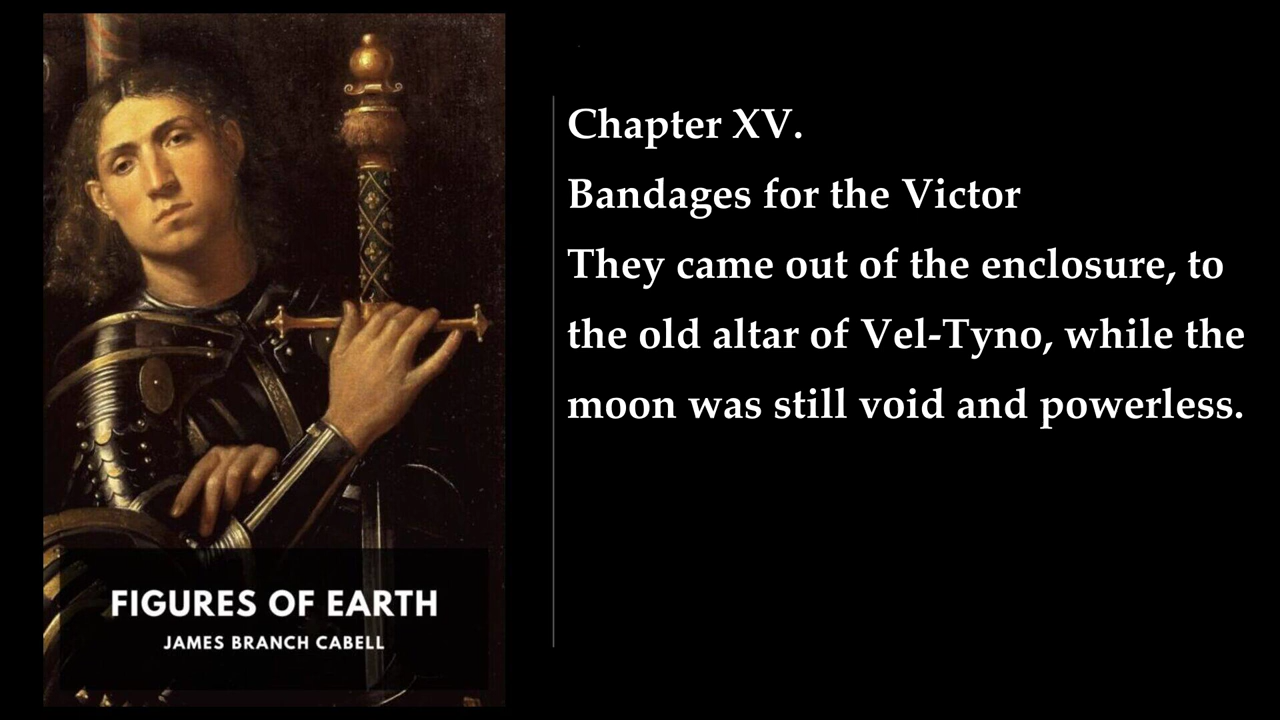 Chapter XV.
Bandages for the Victor
They came out of the enclosure, to
the old altar of Vel-Tyno, while the
moon was still void and powerless.
FIGURES OF EARTH
JAMES BRANCH CABELL